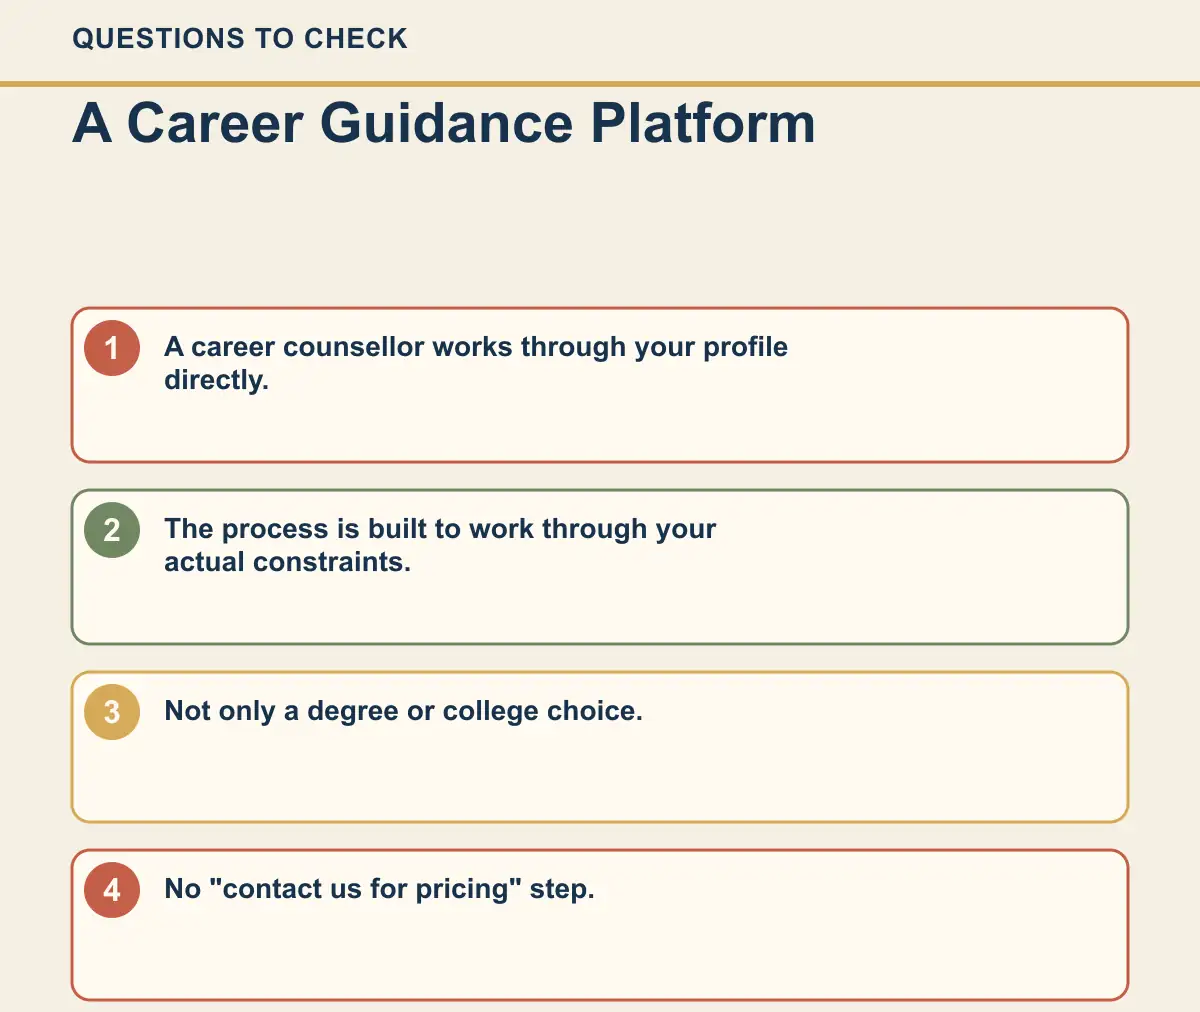 QUESTIONS TO CHECK
A Career Guidance Platform
1
A career counsellor works through your profile
directly.
2
The process is built to work through your
actual constraints.
3
Not only a degree or college choice.
4
No "contact us for pricing" step.